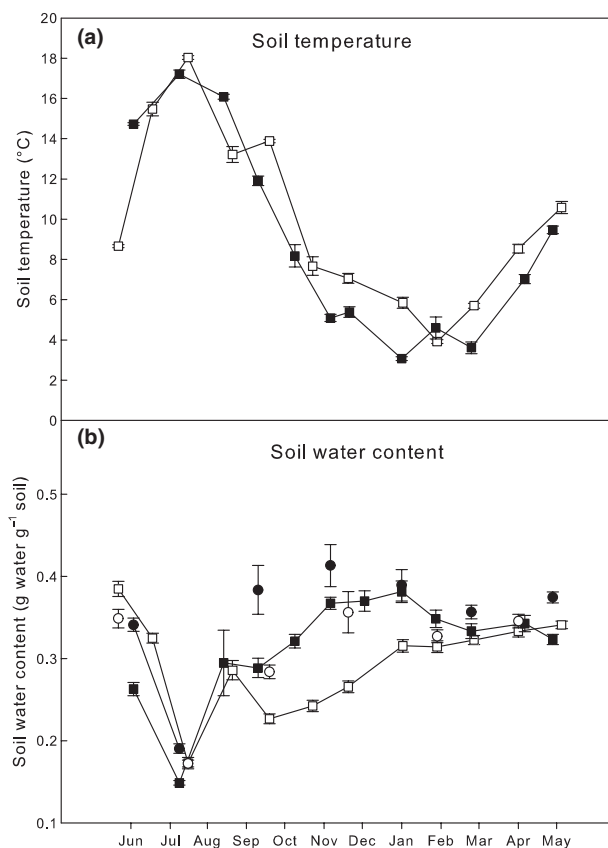 (a)
Soil temperature
20
18
16
14
12
10
8
6
4
2
0
Soil temperature (°C)
(b)
Soil water content
0.5
0.4
0.3
0.2
0.1
Soil water content (g water g⁻¹ soil)
Jun Jul Aug Sep Oct Nov Dec Jan Feb Mar Apr May